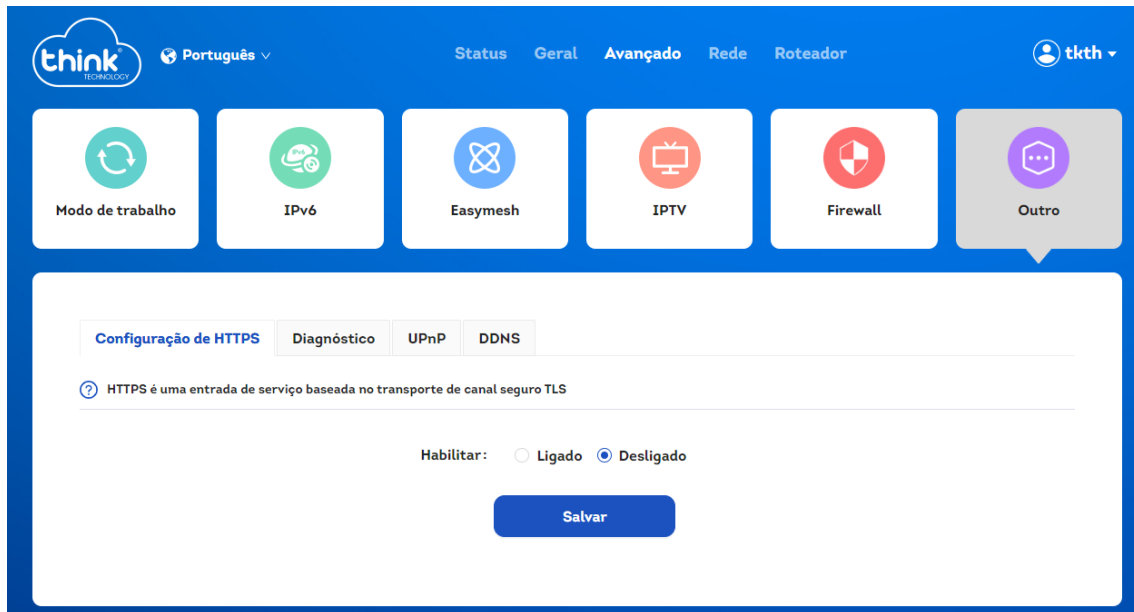 think
TECHNOLOGY
Português
Status Geral Avançado Rede Roteador
tkth
Modo de trabalho IPv6 Easymesh IPTV Firewall Outro
Configuração de HTTPS Diagnóstico UPnP DDNS
? HTTPS é uma entrada de serviço baseada no transporte de canal seguro TLS
Habilitar: Ligado Desligado
Salvar